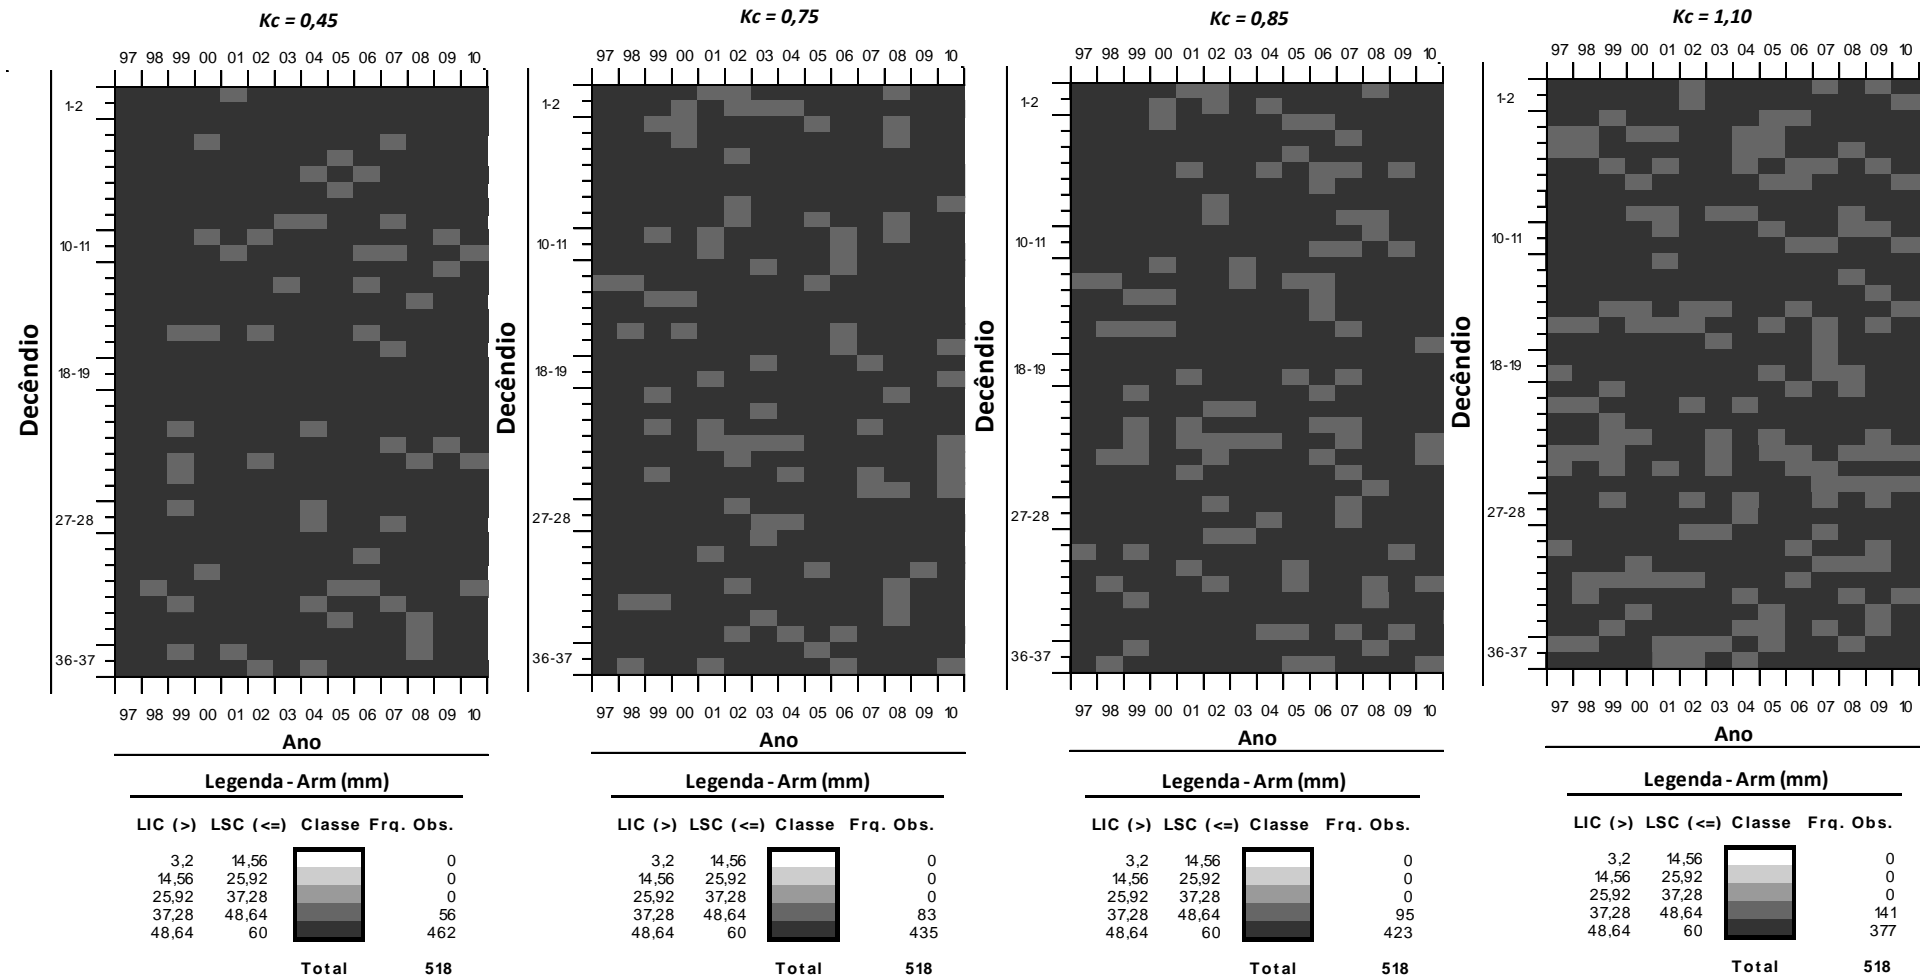 Kc = 0,45
97 98 99 00 01 02 03 04 05 06 07 08 09 10
Decêndio
1-2
10-11
18-19
27-28
36-37
97 98 99 00 01 02 03 04 05 06 07 08 09 10
Ano
Legenda - Arm (mm)
LIC (>) LSC (<=) Classe Frq. Obs.
3,2 14,56 0
14,56 25,92 0
25,92 37,28 0
37,28 48,64 56
48,64 60 462
Total 518
Kc = 0,75
97 98 99 00 01 02 03 04 05 06 07 08 09 10
Decêndio
1-2
10-11
18-19
27-28
36-37
97 98 99 00 01 02 03 04 05 06 07 08 09 10
Ano
Legenda - Arm (mm)
LIC (>) LSC (<=) Classe Frq. Obs.
3,2 14,56 0
14,56 25,92 0
25,92 37,28 0
37,28 48,64 83
48,64 60 435
Total 518
Kc = 0,85
97 98 99 00 01 02 03 04 05 06 07 08 09 10
Decêndio
1-2
10-11
18-19
27-28
36-37
97 98 99 00 01 02 03 04 05 06 07 08 09 10
Ano
Legenda - Arm (mm)
LIC (>) LSC (<=) Classe Frq. Obs.
3,2 14,56 0
14,56 25,92 0
25,92 37,28 0
37,28 48,64 95
48,64 60 423
Total 518
Kc = 1,10
97 98 99 00 01 02 03 04 05 06 07 08 09 10
Decêndio
1-2
10-11
18-19
27-28
36-37
97 98 99 00 01 02 03 04 05 06 07 08 09 10
Ano
Legenda - Arm (mm)
LIC (>) LSC (<=) Classe Frq. Obs.
3,2 14,56 0
14,56 25,92 0
25,92 37,28 0
37,28 48,64 141
48,64 60 377
Total 518